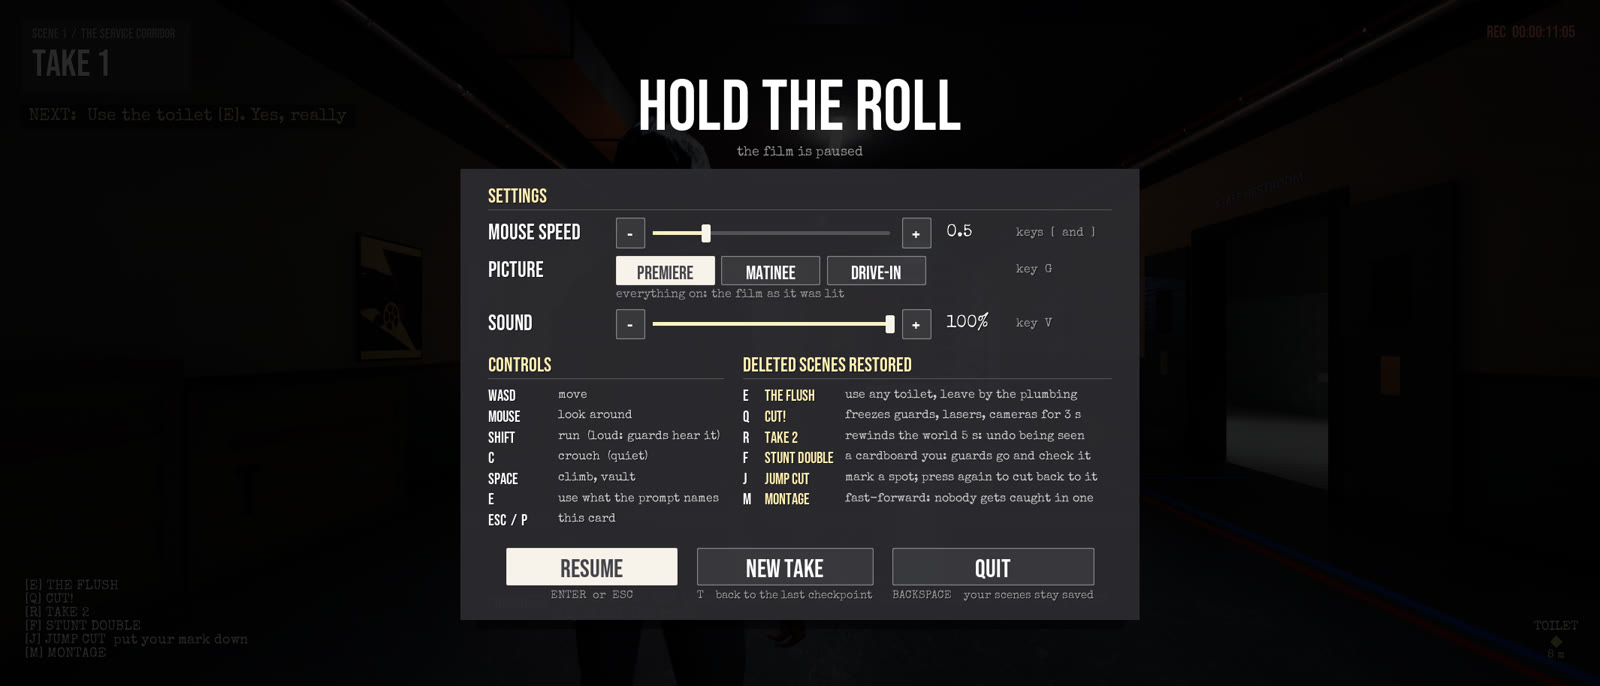 SCENE 1 / THE SERVICE CORRIDOR
TAKE 1
REC 00:00:11:05
NEXT: Use the toilet [E]. Yes, really
HOLD THE ROLL
the film is paused
SETTINGS
MOUSE SPEED - + 0.5 keys [ and ]
PICTURE PREMIERE MATINEE DRIVE-IN key G
everything on: the film as it was lit
SOUND - + 100% key V
CONTROLS
WASD move
MOUSE look around
SHIFT run (loud: guards hear it)
C crouch (quiet)
SPACE climb, vault
E use what the prompt names
ESC / P this card
DELETED SCENES RESTORED
E THE FLUSH use any toilet, leave by the plumbing
Q CUT! freezes guards, lasers, cameras for 3 s
R TAKE 2 rewinds the world 5 s: undo being seen
F STUNT DOUBLE a cardboard you: guards go and check it
J JUMP CUT mark a spot; press again to cut back to it
M MONTAGE fast-forward: nobody gets caught in one
RESUME NEW TAKE QUIT
ENTER or ESC T back to the last checkpoint BACKSPACE your scenes stay saved
[E] THE FLUSH
[Q] CUT!
[R] TAKE 2
[F] STUNT DOUBLE
[J] JUMP CUT put your mark down
[M] MONTAGE
TOILET
8 m